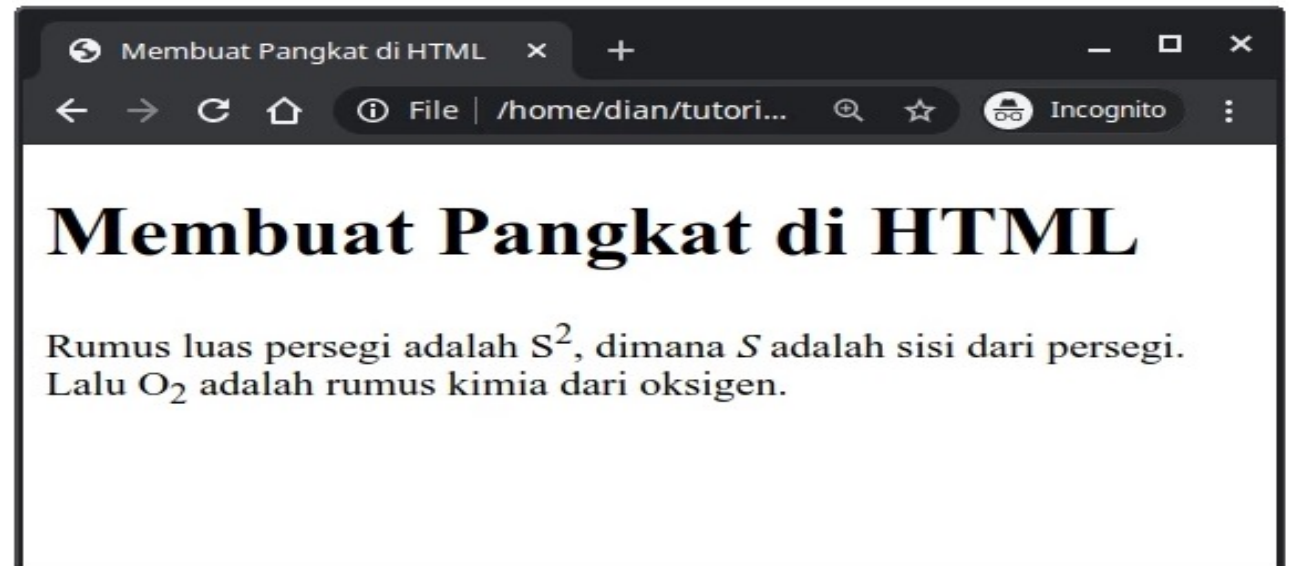 Membuat Pangkat di HTML
File | /home/dian/tutori... Incognito
Membuat Pangkat di HTML
Rumus luas persegi adalah S², dimana S adalah sisi dari persegi.
Lalu O₂ adalah rumus kimia dari oksigen.